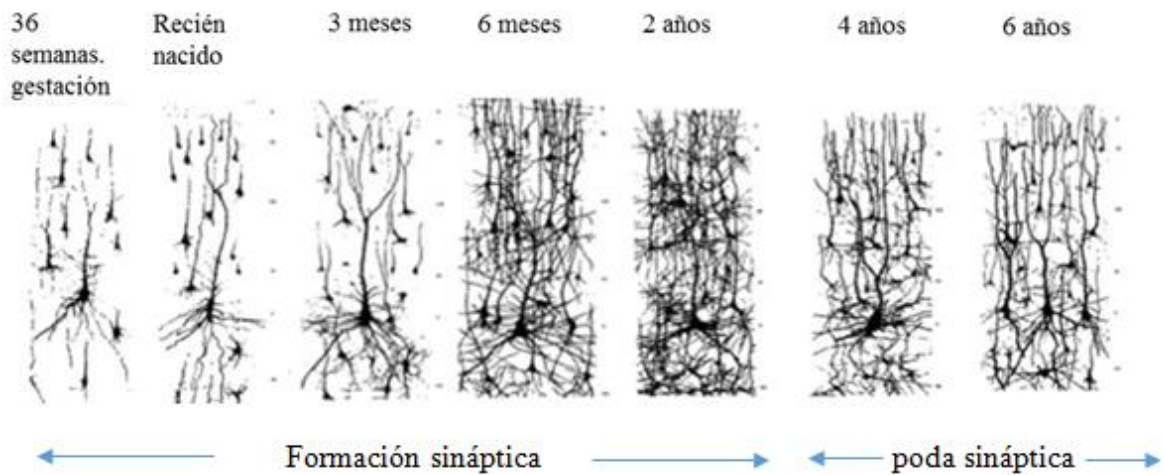 36
semanas.
gestación
Recién
nacido
3 meses
6 meses
2 años
4 años
6 años
Formación sináptica
poda sináptica